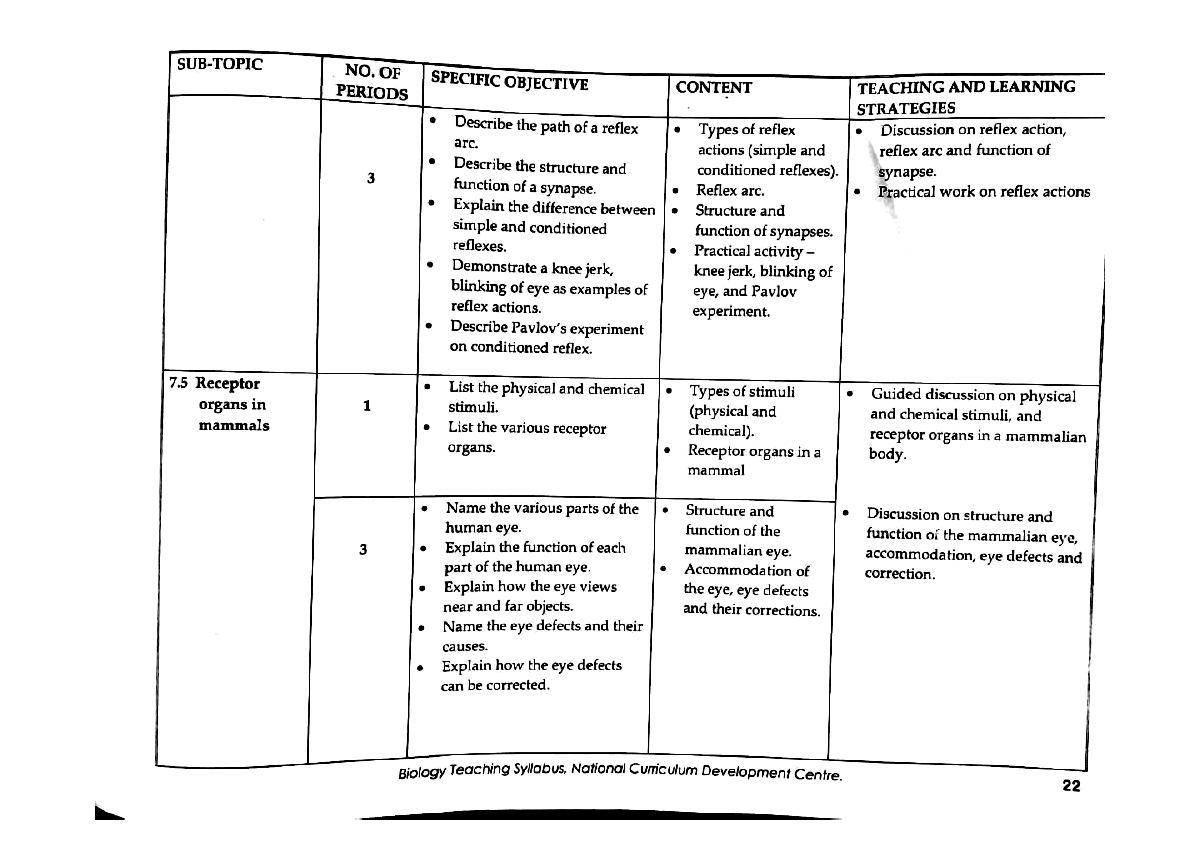 SUB-TOPIC
NO. OF
PERIODS
SPECIFIC OBJECTIVE
CONTENT
TEACHING AND LEARNING
STRATEGIES
3
• Describe the path of a reflex
arc.
• Describe the structure and
function of a synapse.
• Explain the difference between
simple and conditioned
reflexes.
• Demonstrate a knee jerk,
blinking of eye as examples of
reflex actions.
• Describe Pavlov's experiment
on conditioned reflex.
• Types of reflex
actions (simple and
conditioned reflexes).
• Reflex arc.
• Structure and
function of synapses.
• Practical activity –
knee jerk, blinking of
eye, and Pavlov
experiment.
• Discussion on reflex action,
reflex arc and function of
synapse.
• Practical work on reflex actions
7.5 Receptor
organs in
mammals
1
• List the physical and chemical
stimuli.
• List the various receptor
organs.
• Types of stimuli
(physical and
chemical).
• Receptor organs in a
mammal
• Guided discussion on physical
and chemical stimuli, and
receptor organs in a mammalian
body.
3
• Name the various parts of the
human eye.
• Explain the function of each
part of the human eye.
• Explain how the eye views
near and far objects.
• Name the eye defects and their
causes.
• Explain how the eye defects
can be corrected.
• Structure and
function of the
mammalian eye.
• Accommodation of
the eye, eye defects
and their corrections.
• Discussion on structure and
function of the mammalian eye,
accommodation, eye defects and
correction.
Biology Teaching Syllabus, National Curriculum Development Centre.
22